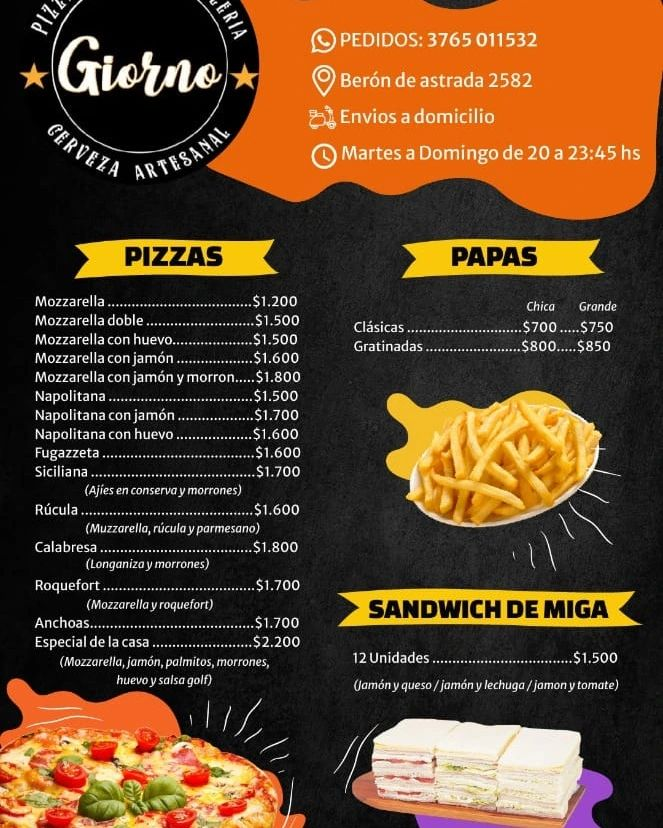 Giorno
CERVEZA ARTESANAL
PEDIDOS: 3765 011532
Berón de astrada 2582
Envios a domicilio
Martes a Domingo de 20 a 23:45 hs
PIZZAS
Mozzarella ..................................$1.200
Mozzarella doble ..........................$1.500
Mozzarella con huevo...................$1.500
Mozzarella con jamón ..................$1.600
Mozzarella con jamón y morron.....$1.800
Napolitana ...................................$1.500
Napolitana con jamón ..................$1.700
Napolitana con huevo ..................$1.600
Fugazzeta ....................................$1.600
Siciliana .......................................$1.700
(Ajíes en conserva y morrones)
Rúcula .........................................$1.600
(Muzzarella, rúcula y parmesano)
Calabresa ....................................$1.800
(Longaniza y morrones)
Roquefort ....................................$1.700
(Mozzarella y roquefort)
Anchoas.......................................$1.700
Especial de la casa ........................$2.200
(Mozzarella, jamón, palmitos, morrones,
huevo y salsa golf)
PAPAS
Chica Grande
Clásicas ...........................$700 .....$750
Gratinadas .......................$800.....$850
SANDWICH DE MIGA
12 Unidades .................................$1.500
(Jamón y queso / jamón y lechuga / jamon y tomate)